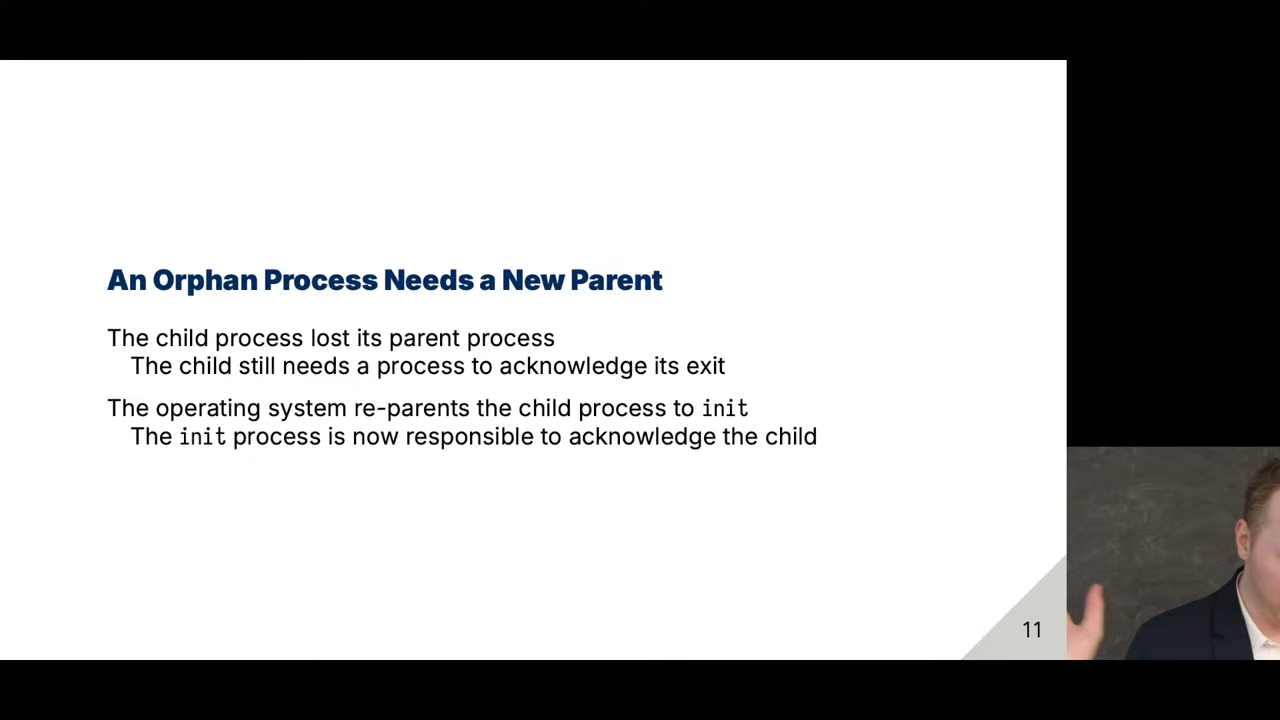 An Orphan Process Needs a New Parent
The child process lost its parent process
The child still needs a process to acknowledge its exit
The operating system re-parents the child process to init
The init process is now responsible to acknowledge the child
11